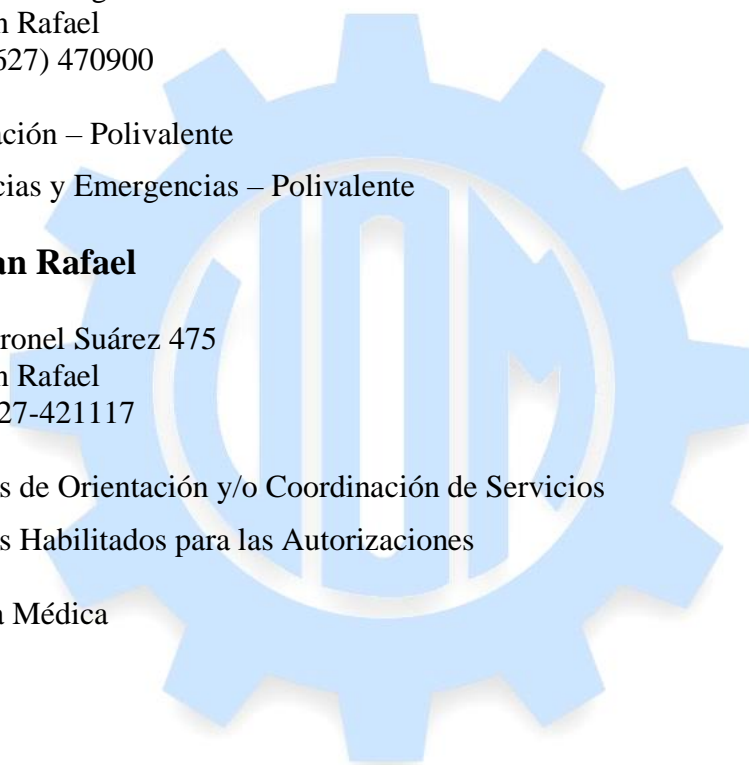 n Rafael
627) 470900
ación – Polivalente
cias y Emergencias – Polivalente
an Rafael
ronel Suárez 475
n Rafael
27-421117
s de Orientación y/o Coordinación de Servicios
s Habilitados para las Autorizaciones
a Médica
UOM